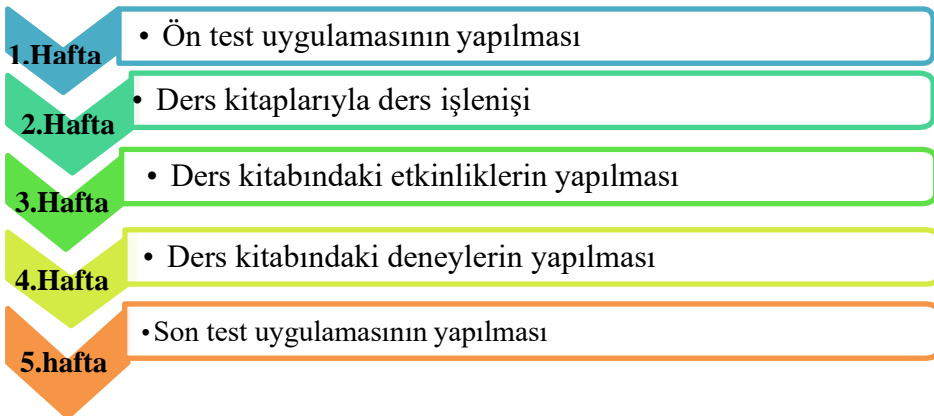 1.Hafta
• Ön test uygulamasının yapılması
2.Hafta
• Ders kitaplarıyla ders işlenişi
3.Hafta
• Ders kitabındaki etkinliklerin yapılması
4.Hafta
• Ders kitabındaki deneylerin yapılması
5.hafta
•Son test uygulamasının yapılması